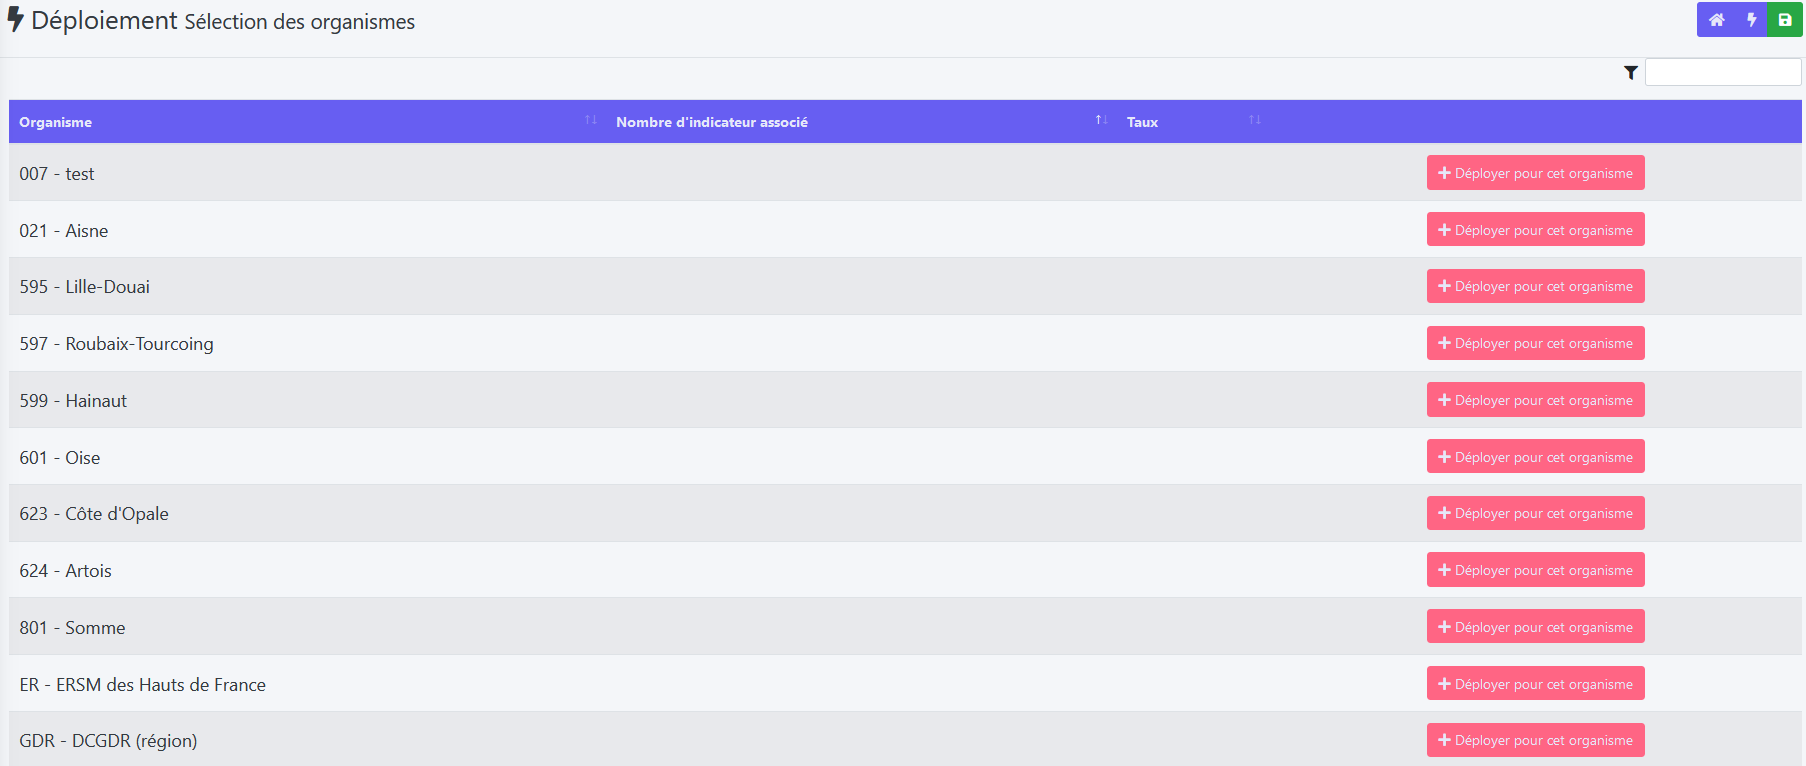 Déploiement Sélection des organismes
Organisme Nombre d'indicateur associé Taux
007 - test Déployer pour cet organisme
021 - Aisne Déployer pour cet organisme
595 - Lille-Douai Déployer pour cet organisme
597 - Roubaix-Tourcoing Déployer pour cet organisme
599 - Hainaut Déployer pour cet organisme
601 - Oise Déployer pour cet organisme
623 - Côte d'Opale Déployer pour cet organisme
624 - Artois Déployer pour cet organisme
801 - Somme Déployer pour cet organisme
ER - ERSM des Hauts de France Déployer pour cet organisme
GDR - DCGDR (région) Déployer pour cet organisme